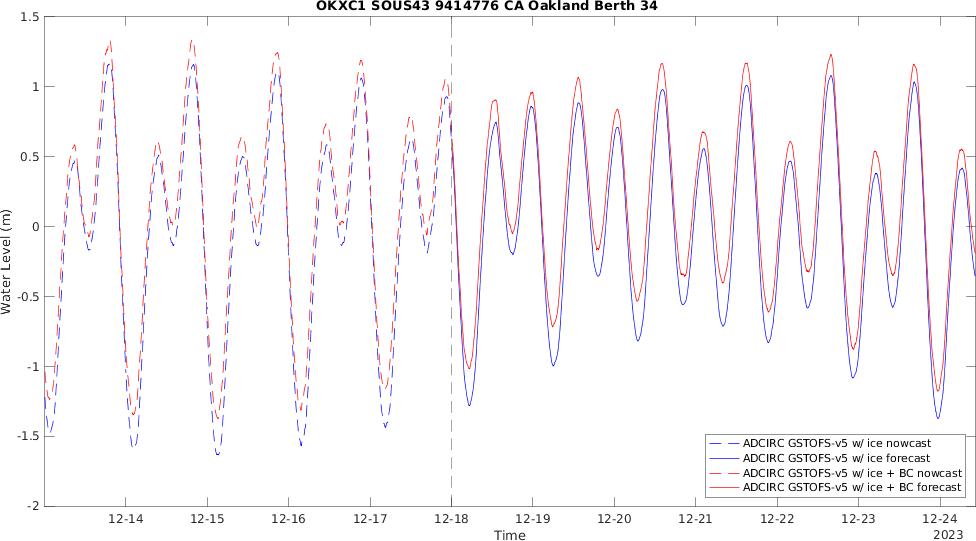 OKXC1 SOUS43 9414776 CA Oakland Berth 34
1.5
1
0.5
0
-0.5
-1
-1.5
-2
Water Level (m)
12-14 12-15 12-16 12-17 12-18 12-19 12-20 12-21 12-22 12-23 12-24
Time
2023
ADCIRC GSTOFS-v5 w/ ice nowcast
ADCIRC GSTOFS-v5 w/ ice forecast
ADCIRC GSTOFS-v5 w/ ice + BC nowcast
ADCIRC GSTOFS-v5 w/ ice + BC forecast